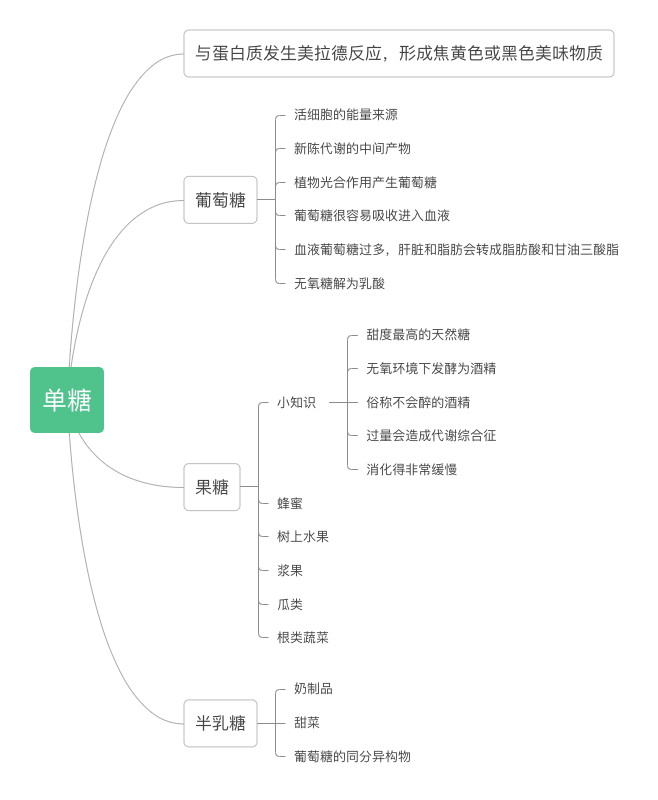 与蛋白质发生美拉德反应，形成焦黄色或黑色美味物质
活细胞的能量来源
新陈代谢的中间产物
植物光合作用产生葡萄糖
葡萄糖
葡萄糖很容易吸收进入血液
血液葡萄糖过多，肝脏和脂肪会转成脂肪酸和甘油三酸脂
无氧糖解为乳酸
单糖
甜度最高的天然糖
无氧环境下发酵为酒精
小知识
俗称不会醉的酒精
过量会造成代谢综合征
消化得非常缓慢
果糖
蜂蜜
树上水果
浆果
瓜类
根类蔬菜
半乳糖
奶制品
甜菜
葡萄糖的同分异构物